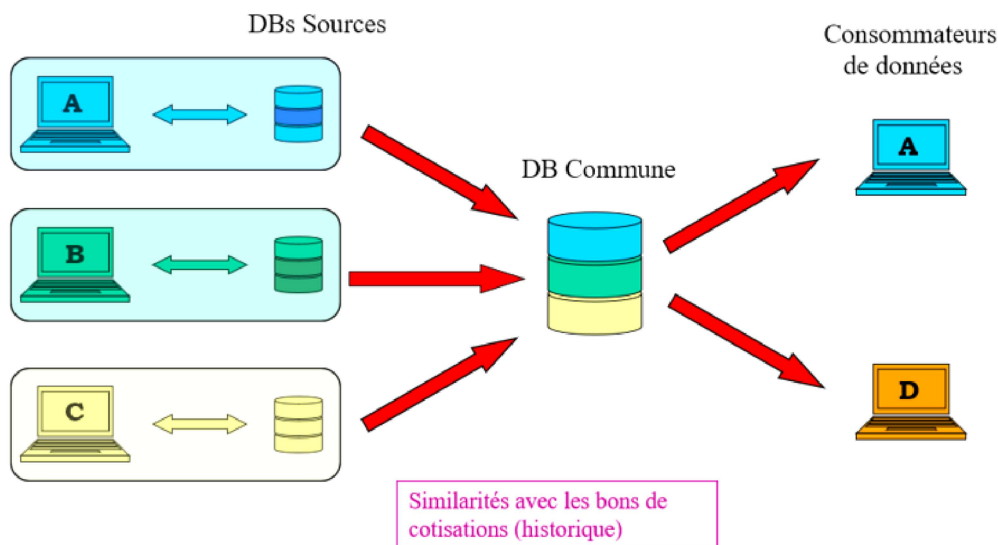 DBs Sources
Consommateurs
de données
A
B
C
DB Commune
A
D
Similarités avec les bons de
cotisations (historique)